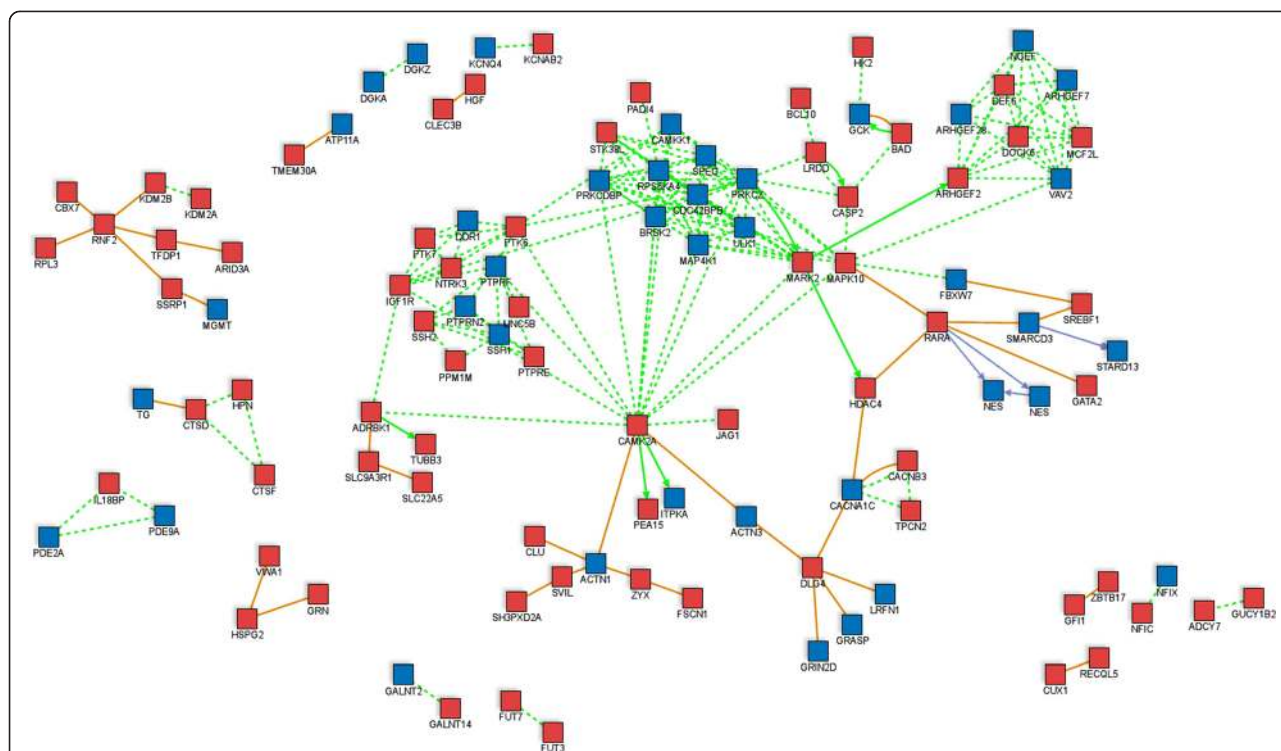 NGEF
DGKZ
KCNQ4
KCNAB2
HK2
DGKA
HGF
DEF6
ARHGEF7
CLEC3B
PADI4
BCL10
ATP11A
CAMKK1
GCK
BAD
ARHGEF28
TMEM30A
SPEG
LRDD
DOCK6
MCF2L
RPS6KA4
PRKCDBP
PRKCZ
CBX7
KDM2B
KDM2A
CDC42BPB
CASP2
ARHGEF2
VAV2
RNF2
DDR1
PTK6
BRSK2
ULK1
PTK7
MAP4K1
RPL3
TFDP1
ARID3A
NTRK3
PTPRF
MARK2
MAPK10
IGF1R
FBXW7
SSRP1
PTPRN2
UNC5B
SREBF1
MGMT
SSH2
SSH1
RARA
SMARCD3
PPM1M
PTPRE
STARD13
HDAC4
NES
NES
GATA2
TG
CTSD
HPN
ADRBK1
CAMK2A
JAG1
TUBB3
SLC9A3R1
CACNB3
CTSF
SLC22A5
IL18BP
CACNA1C
PEA15
ITPKA
TPCN2
PDE9A
ACTN3
PDE2A
CLU
VWA1
ACTN1
SVIL
ZYX
DLG4
ZBTB17
NFIX
GRN
SH3PXD2A
FSCN1
LRFN1
GFI1
NFIC
ADCY7
GUCY1B2
HSPG2
GRASP
GRIN2D
RECQL5
CUX1
GALNT2
GALNT14
FUT7
FUT3